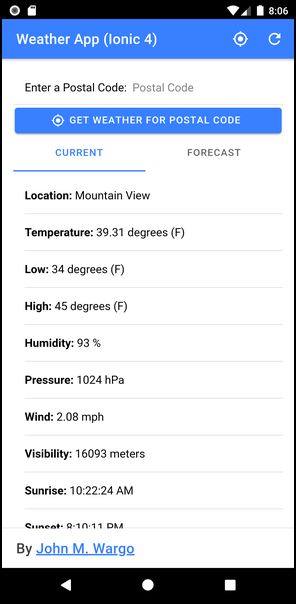 8:06
Weather App (Ionic 4)
Enter a Postal Code: Postal Code
GET WEATHER FOR POSTAL CODE
CURRENT FORECAST
Location: Mountain View
Temperature: 39.31 degrees (F)
Low: 34 degrees (F)
High: 45 degrees (F)
Humidity: 93 %
Pressure: 1024 hPa
Wind: 2.08 mph
Visibility: 16093 meters
Sunrise: 10:22:24 AM
Sunset: 8:10:11 PM
By John M. Wargo